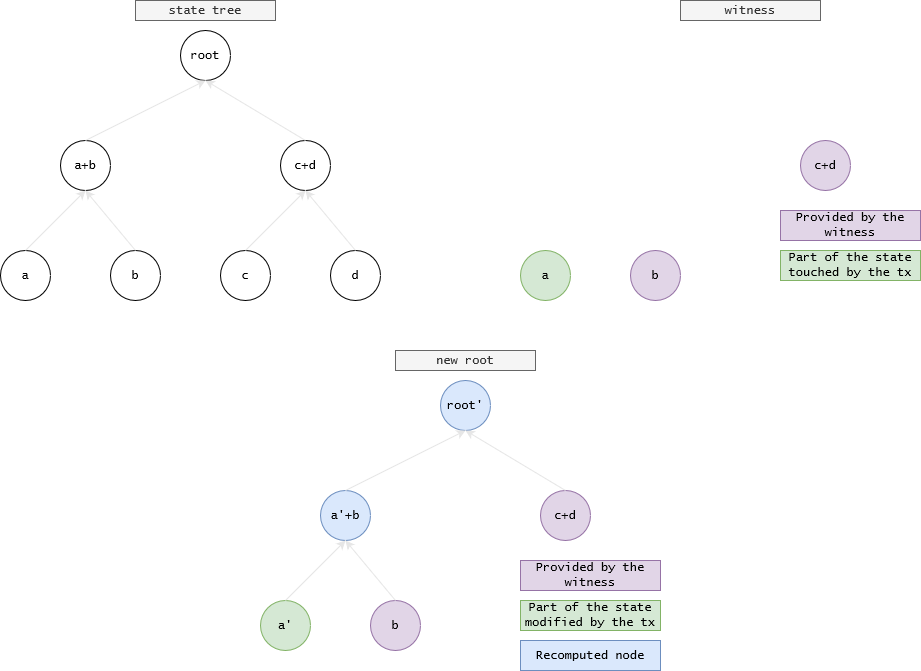 state tree
witness
root
a+b
c+d
c+d
Provided by the
witness
Part of the state
touched by the tx
a
b
c
d
a
b
new root
root'
a'+b
c+d
Provided by the
witness
Part of the state
modified by the tx
Recomputed node
a'
b